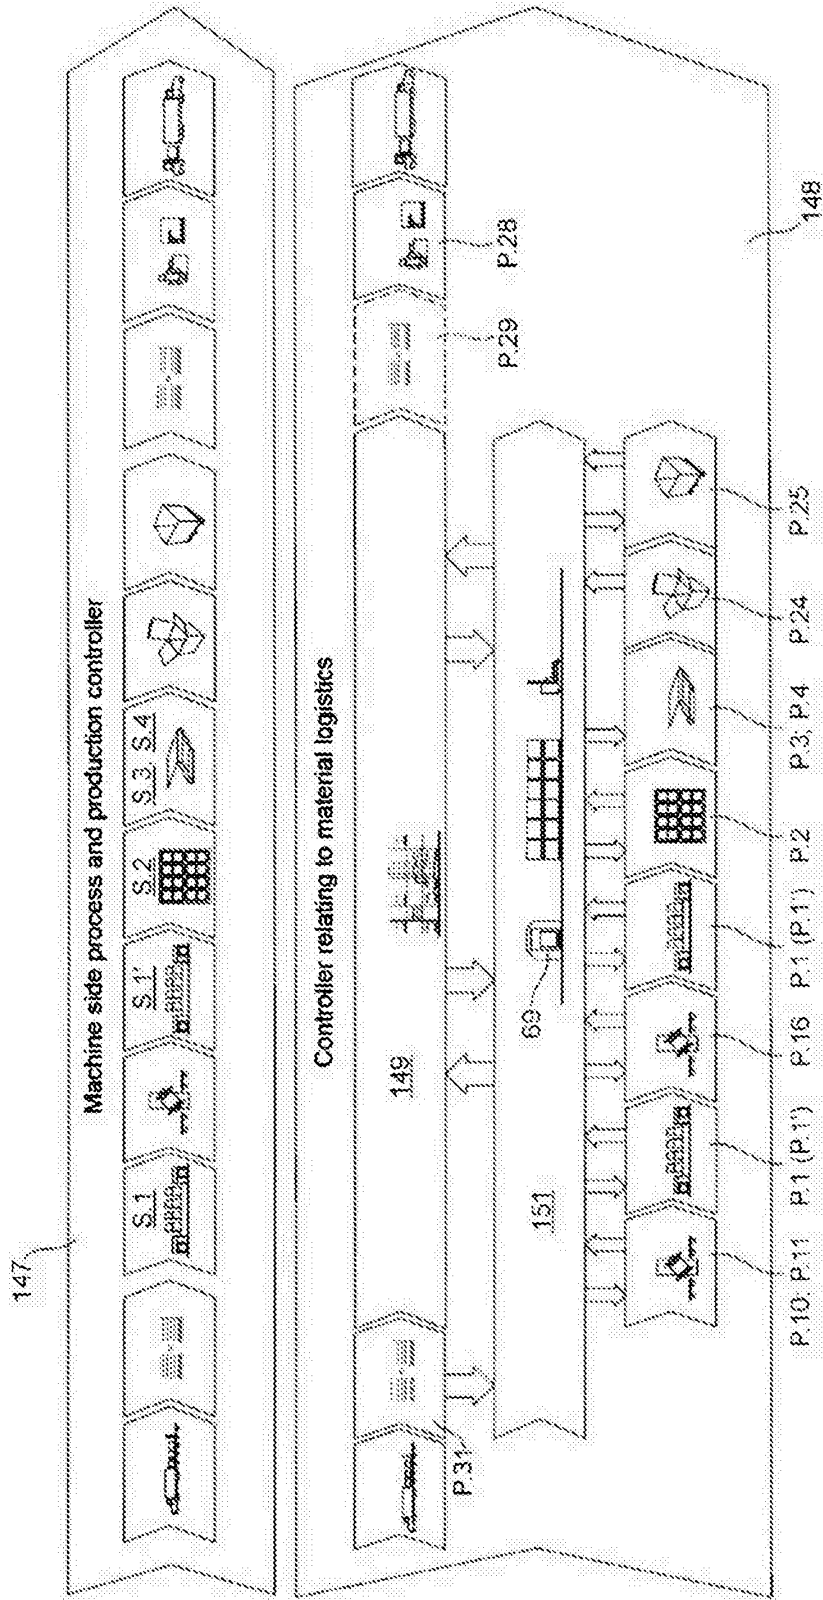 147
Machine side process and production controller
S.1
S.1'
S.2
S.3 S.4
Controller relating to material logistics
149
P.31
P.29
P.28
69
151
148
P.10; P.11
P.1 (P.1')
P.16
P.1 (P.1')
P.2
P.3; P.4
P.24
P.25